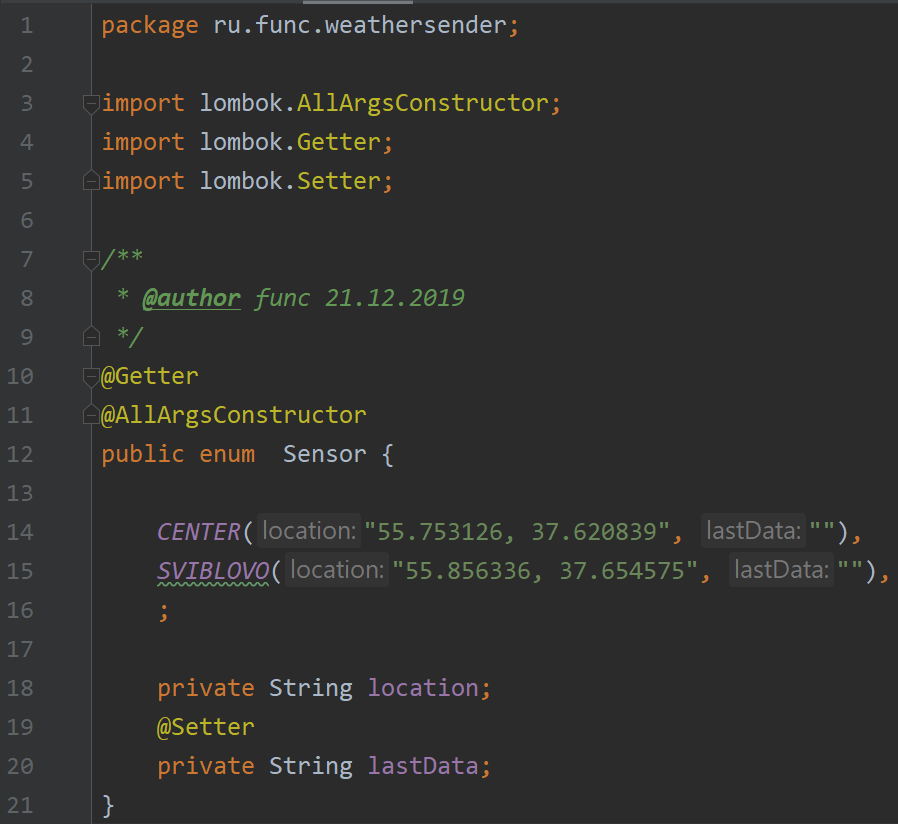 1 package ru.func.weathersender;
2
3 import lombok.AllArgsConstructor;
4 import lombok.Getter;
5 import lombok.Setter;
6
7 /**
8 * @author func 21.12.2019
9 */
10 @Getter
11 @AllArgsConstructor
12 public enum  Sensor {
13
14 CENTER( location: "55.753126, 37.620839", lastData: ""),
15 SVIBLOVO( location: "55.856336, 37.654575", lastData: ""),
16 ;
17
18 private String location;
19 @Setter
20 private String lastData;
21 }